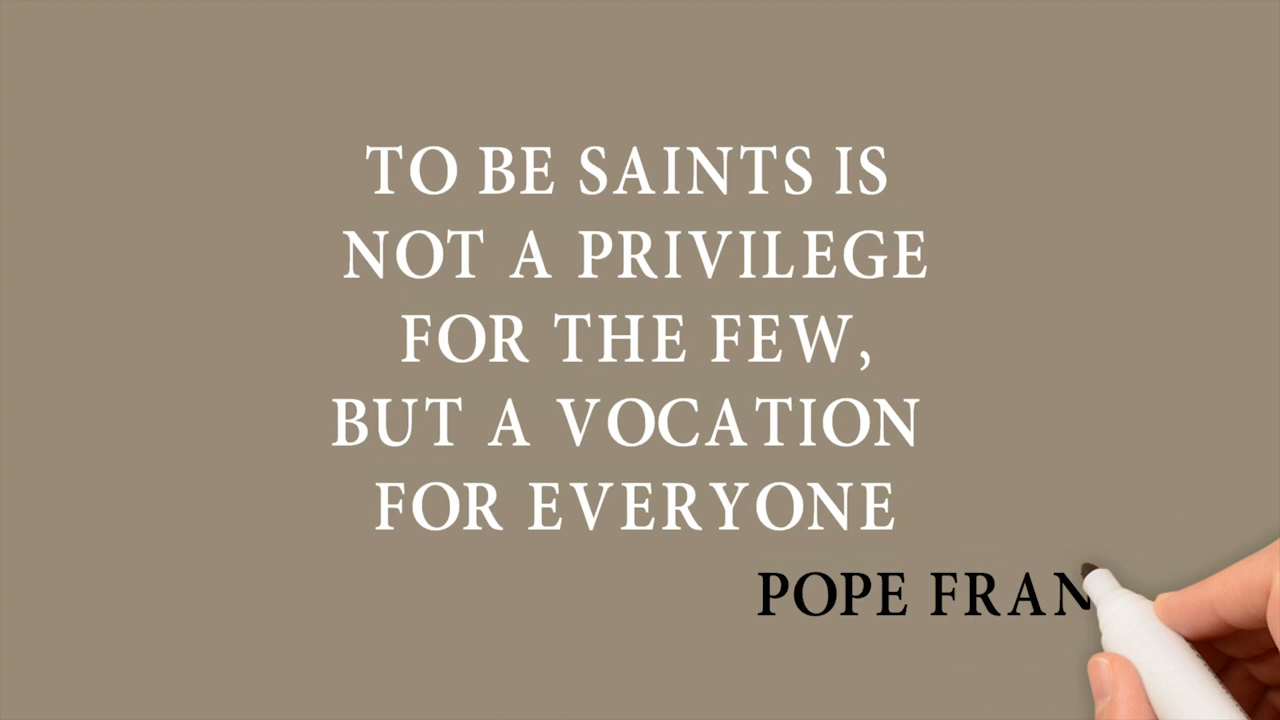 TO BE SAINTS IS
NOT A PRIVILEGE
FOR THE FEW,
BUT A VOCATION
FOR EVERYONE
POPE FRAN